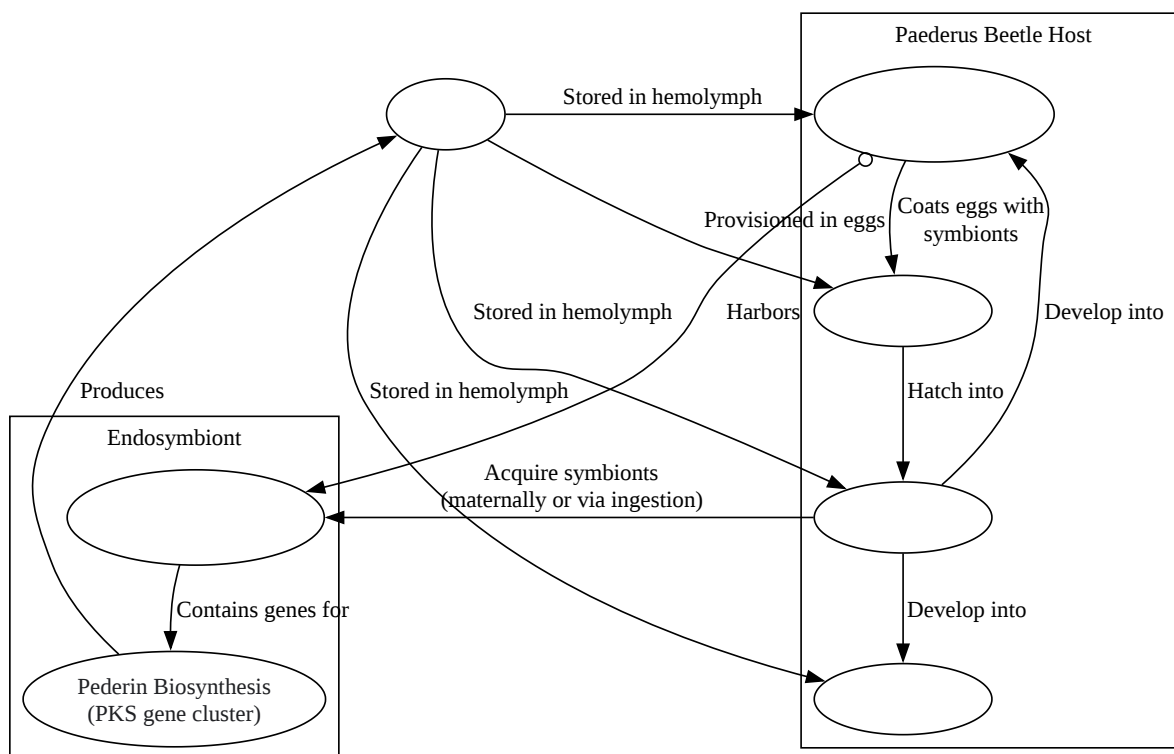 Paederus Beetle Host
Stored in hemolymph
Provisioned in eggs
Coats eggs with
symbionts
Stored in hemolymph
Harbors
Develop into
Produces
Stored in hemolymph
Hatch into
Endosymbiont
Acquire symbionts
(maternally or via ingestion)
Contains genes for
Develop into
Pederin Biosynthesis
(PKS gene cluster)